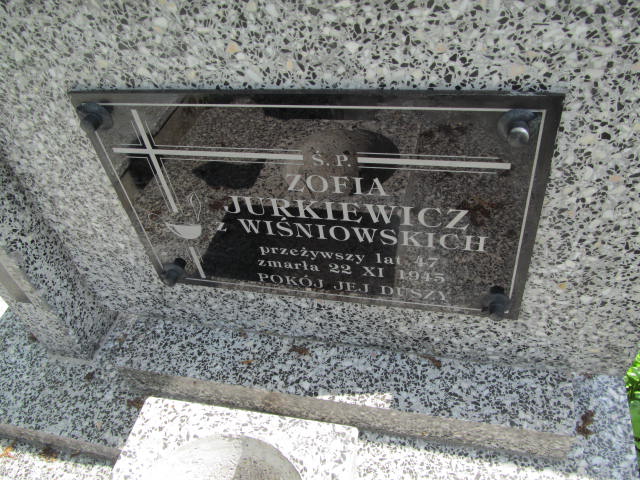 Ś.P.
ZOFIA
JURKIEWICZ
z WIŚNIOWSKICH
przeżywszy lat 47
zmarła 22 XI 1945
POKÓJ JEJ DUSZY